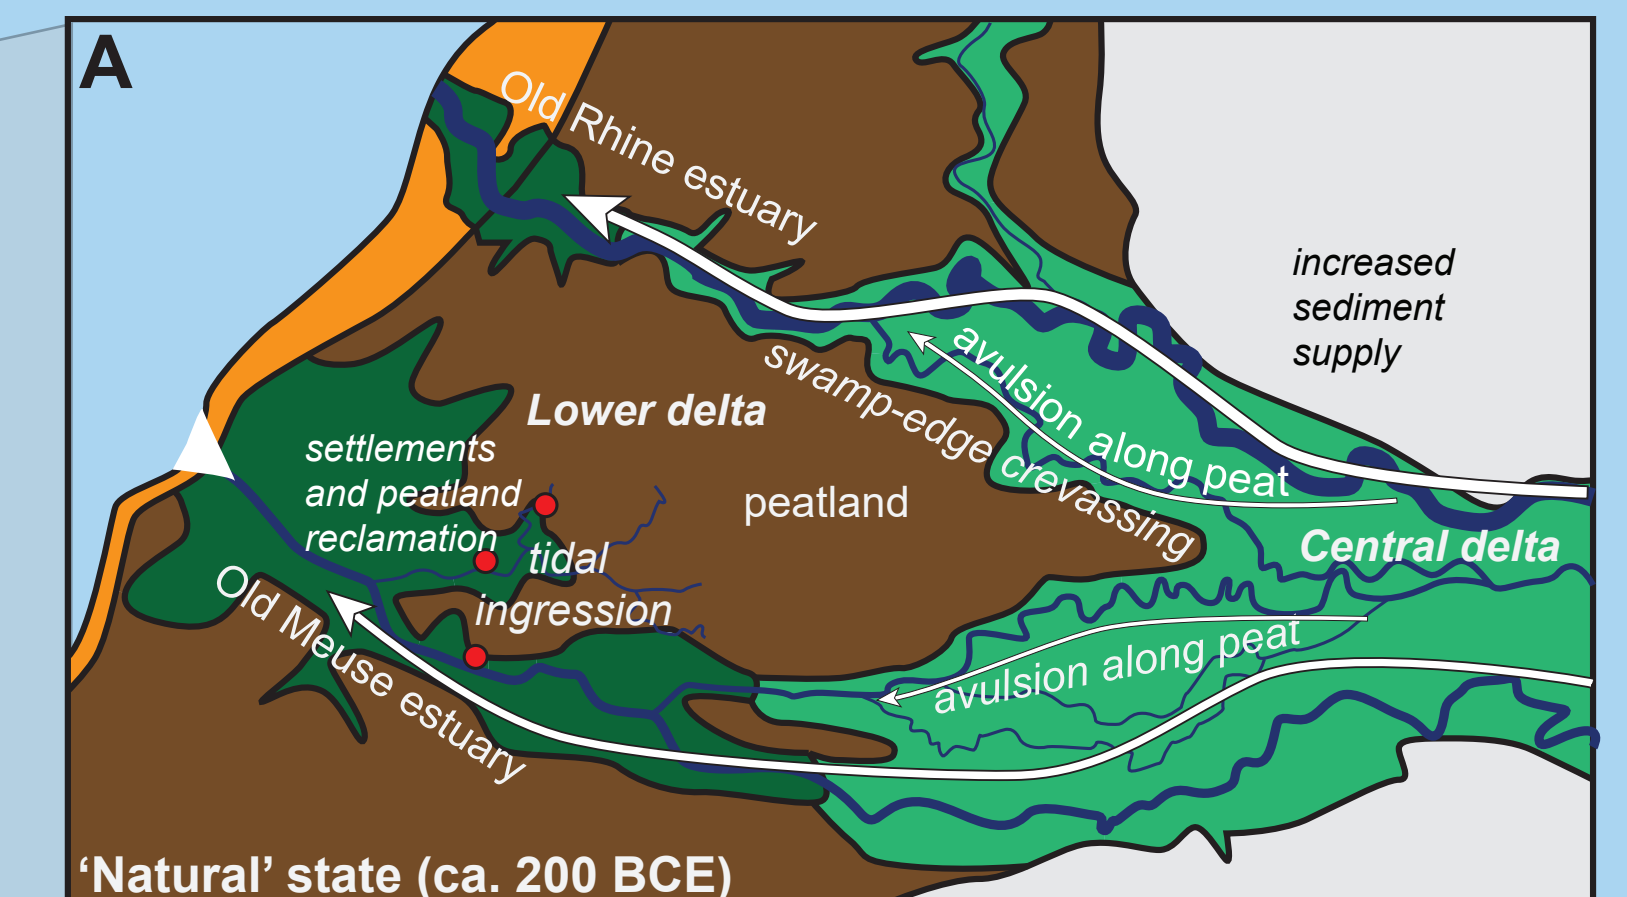 A
Old Rhine estuary
increased
sediment
supply
avulsion along peat
swamp-edge crevassing
Lower delta
settlements
and peatland
reclamation
peatland
Central delta
tidal
ingression
Old Meuse estuary
avulsion along peat
‘Natural’ state (ca. 200 BCE)